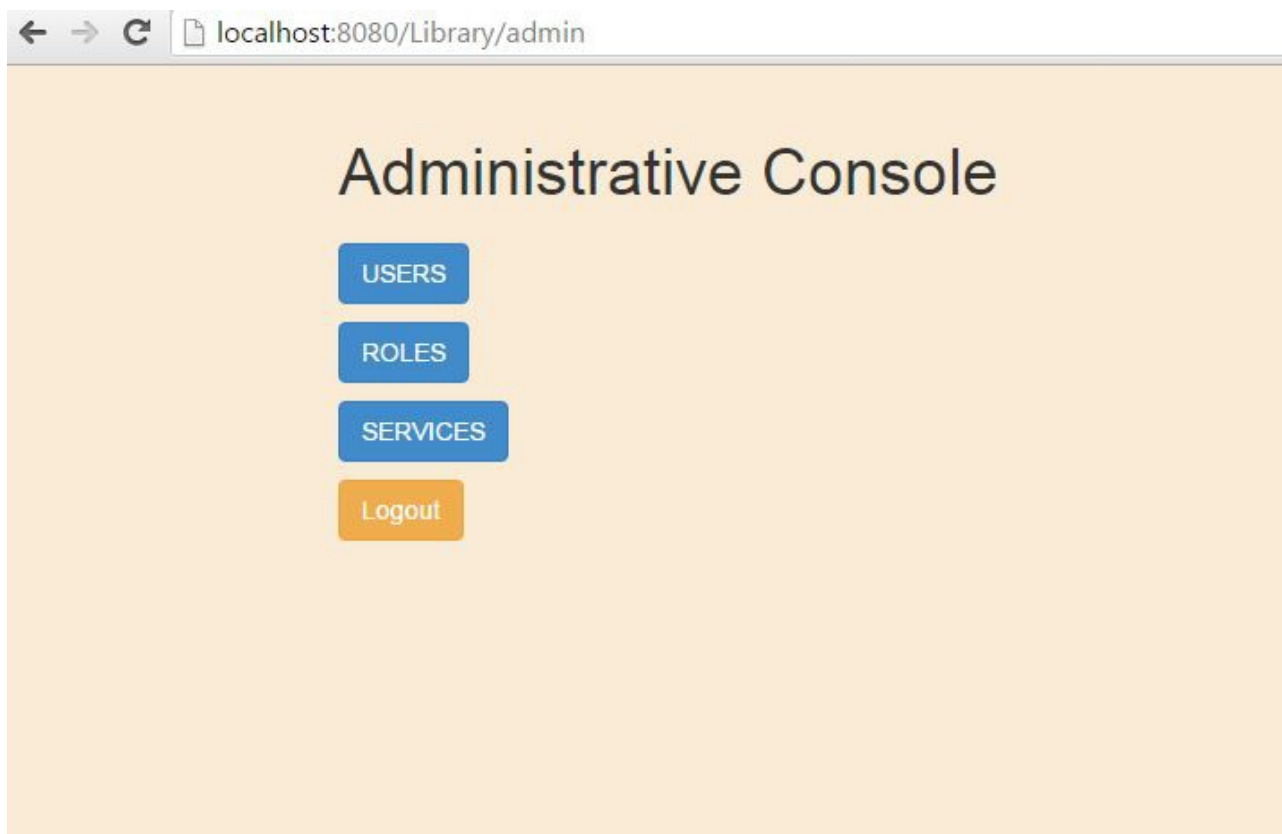 localhost:8080/Library/admin
Administrative Console
USERS
ROLES
SERVICES
Logout